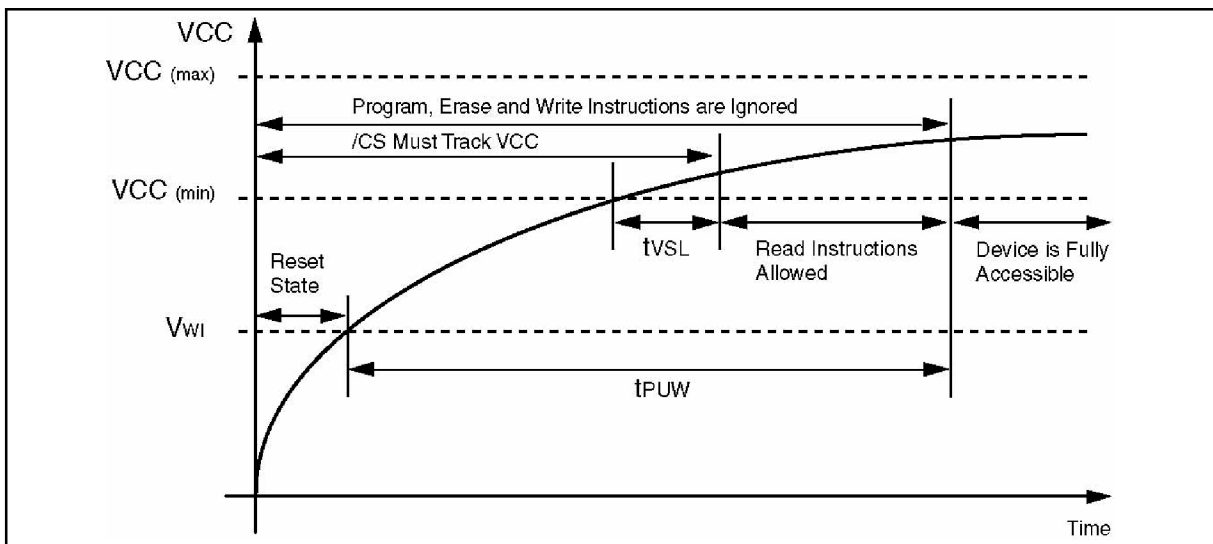 VCC
VCC (max)
Program, Erase and Write Instructions are Ignored
/CS Must Track VCC
VCC (min)
tVSL
Read Instructions
Allowed
Device is Fully
Accessible
Reset
State
VWI
tPUW
Time